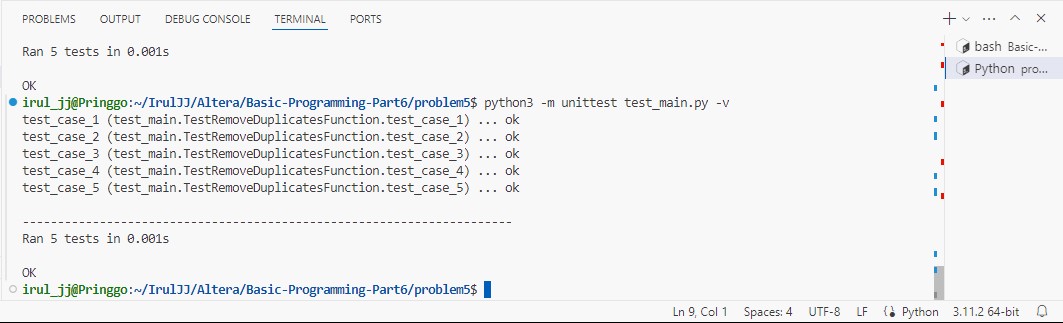 PROBLEMS OUTPUT DEBUG CONSOLE TERMINAL PORTS
Ran 5 tests in 0.001s
OK
irul_jj@Pringgo:~/IrulJJ/Altera/Basic-Programming-Part6/problem5$ python3 -m unittest test_main.py -v
test_case_1 (test_main.TestRemoveDuplicatesFunction.test_case_1) ... ok
test_case_2 (test_main.TestRemoveDuplicatesFunction.test_case_2) ... ok
test_case_3 (test_main.TestRemoveDuplicatesFunction.test_case_3) ... ok
test_case_4 (test_main.TestRemoveDuplicatesFunction.test_case_4) ... ok
test_case_5 (test_main.TestRemoveDuplicatesFunction.test_case_5) ... ok
----------------------------------------------------------------------
Ran 5 tests in 0.001s
OK
irul_jj@Pringgo:~/IrulJJ/Altera/Basic-Programming-Part6/problem5$
bash Basic-...
Python pro...
Ln 9, Col 1 Spaces: 4 UTF-8 LF Python 3.11.2 64-bit